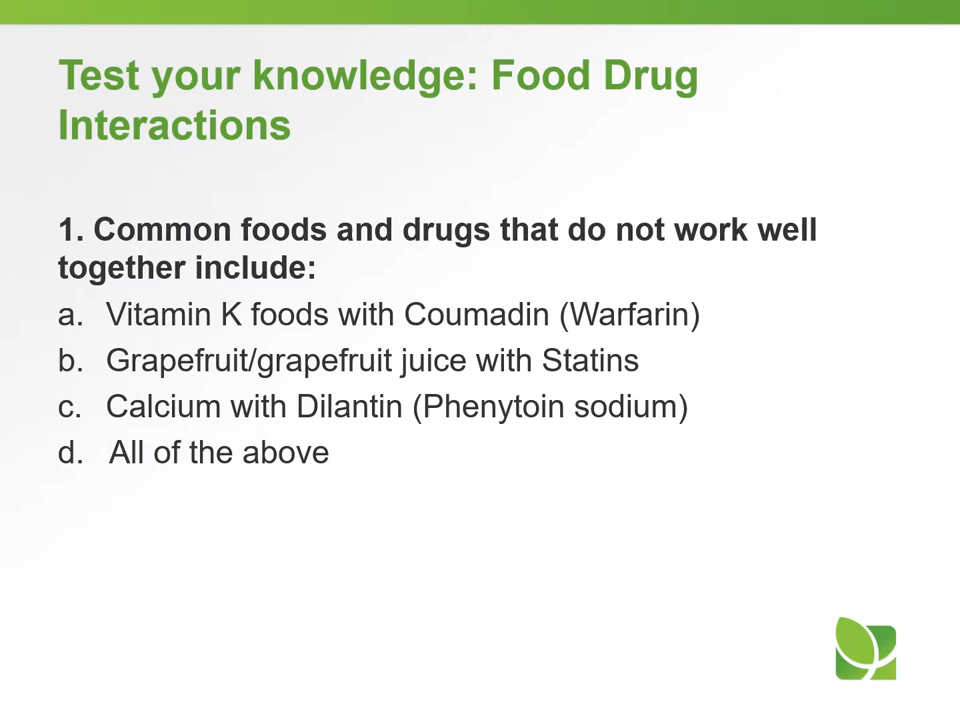 Test your knowledge: Food Drug
Interactions
1. Common foods and drugs that do not work well
together include:
a. Vitamin K foods with Coumadin (Warfarin)
b. Grapefruit/grapefruit juice with Statins
c. Calcium with Dilantin (Phenytoin sodium)
d. All of the above